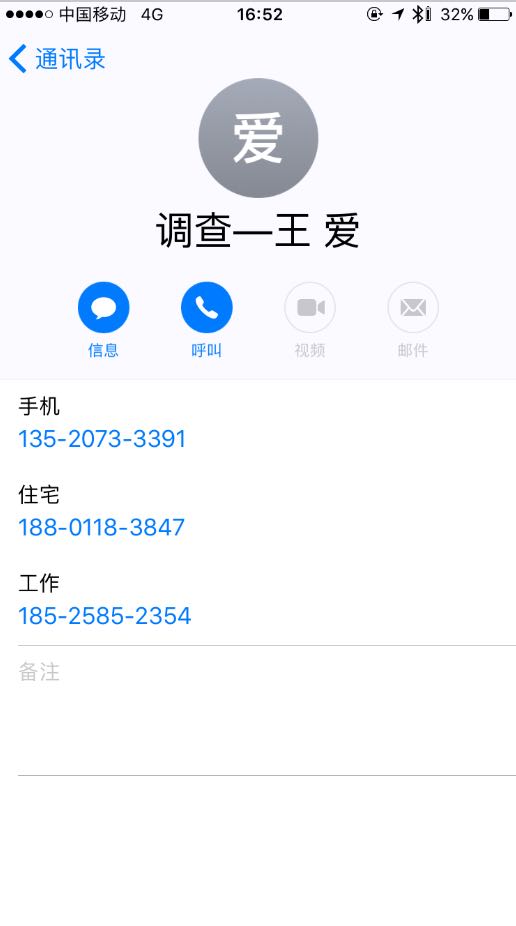 中国移动 4G 16:52 32%
通讯录
爱
调查—王 爱
信息 呼叫 视频 邮件
手机
135-2073-3391
住宅
188-0118-3847
工作
185-2585-2354
备注